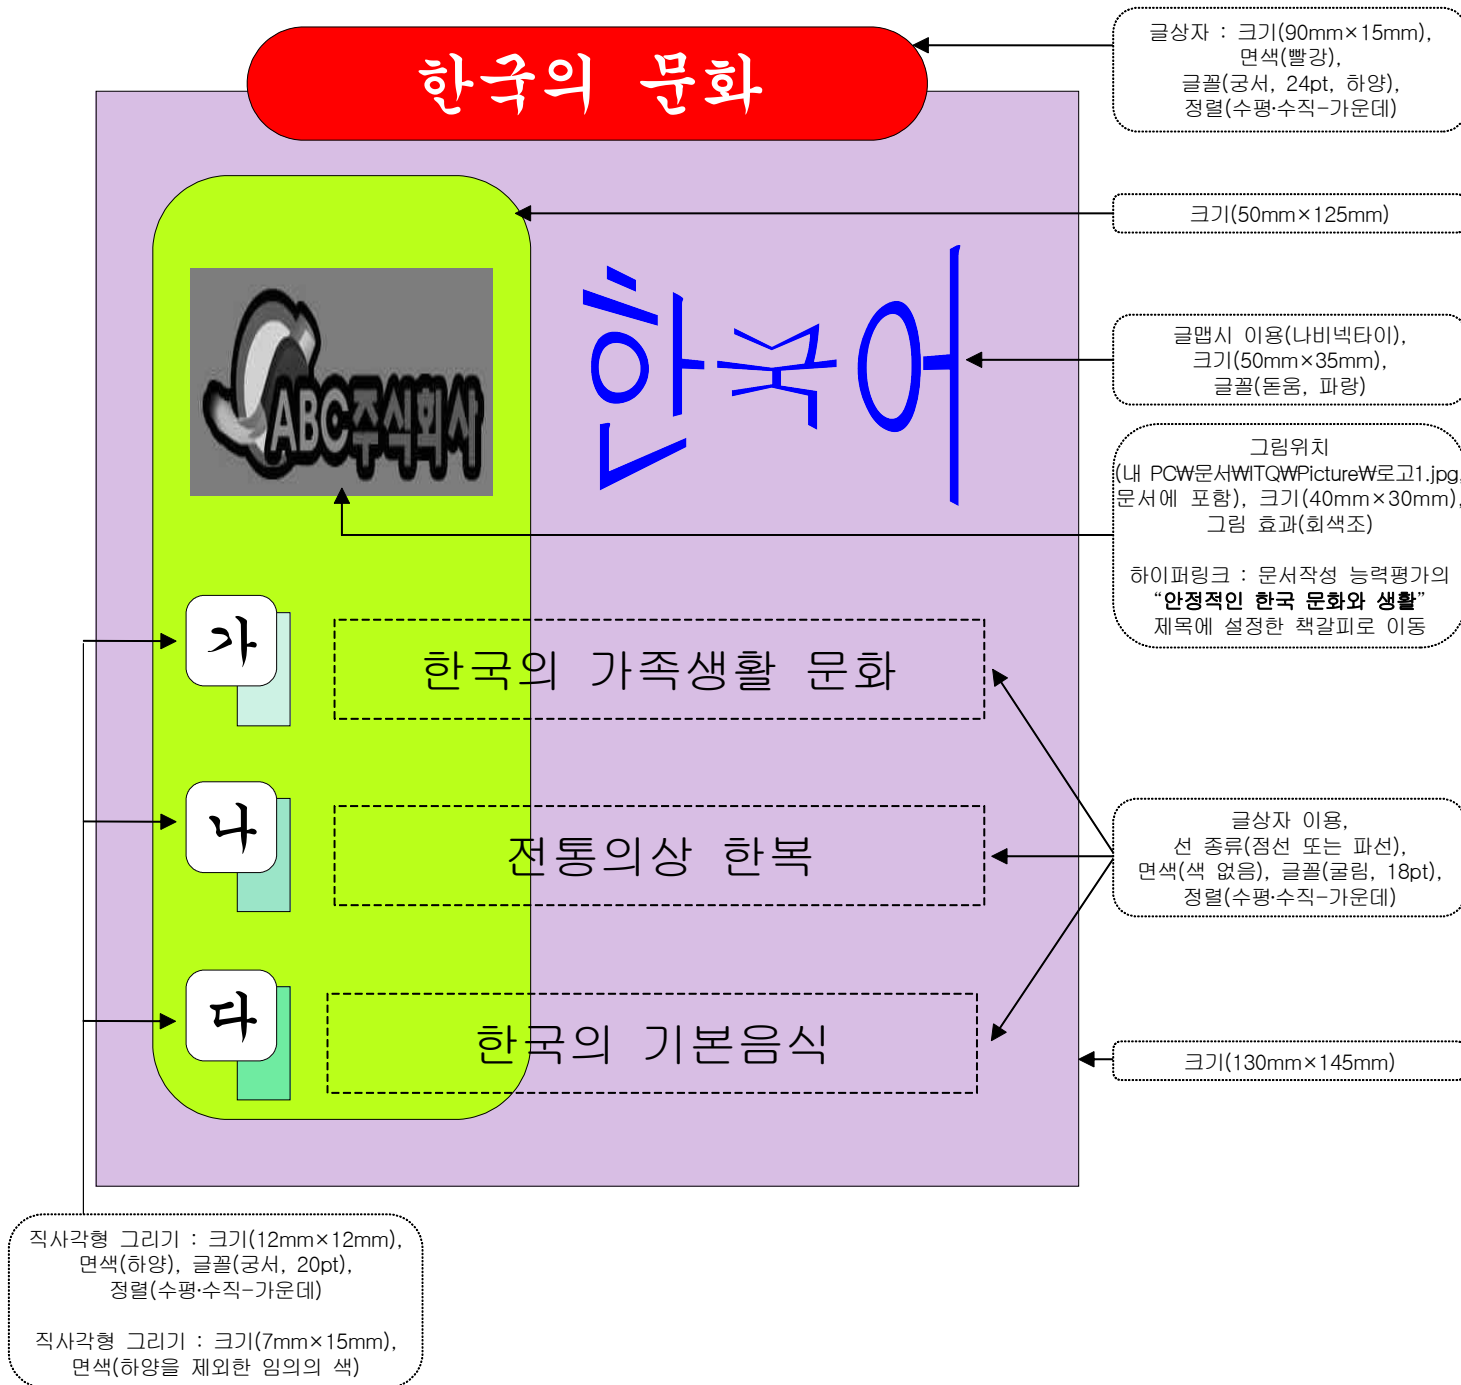 한국의 문화
글상자 : 크기(90mm×15mm),
면색(빨강),
글꼴(궁서, 24pt, 하양),
정렬(수평·수직-가운데)
크기(50mm×125mm)
ABC주식회사
의식주
글맵시 이용(나비넥타이),
크기(50mm×35mm),
글꼴(돋움, 파랑)
그림위치
(내 PC₩문서₩ITQ₩Picture₩로고1.jpg,
문서에 포함), 크기(40mm×30mm),
그림 효과(회색조)
하이퍼링크 : 문서작성 능력평가의
“안정적인 한국 문화와 생활”
제목에 설정한 책갈피로 이동
가
한국의 가족생활 문화
나
전통의상 한복
글상자 이용,
선 종류(점선 또는 파선),
면색(색 없음), 글꼴(굴림, 18pt),
정렬(수평·수직-가운데)
다
한국의 기본음식
크기(130mm×145mm)
직사각형 그리기 : 크기(12mm×12mm),
면색(하양), 글꼴(궁서, 20pt),
정렬(수평·수직-가운데)
직사각형 그리기 : 크기(7mm×15mm),
면색(하양을 제외한 임의의 색)